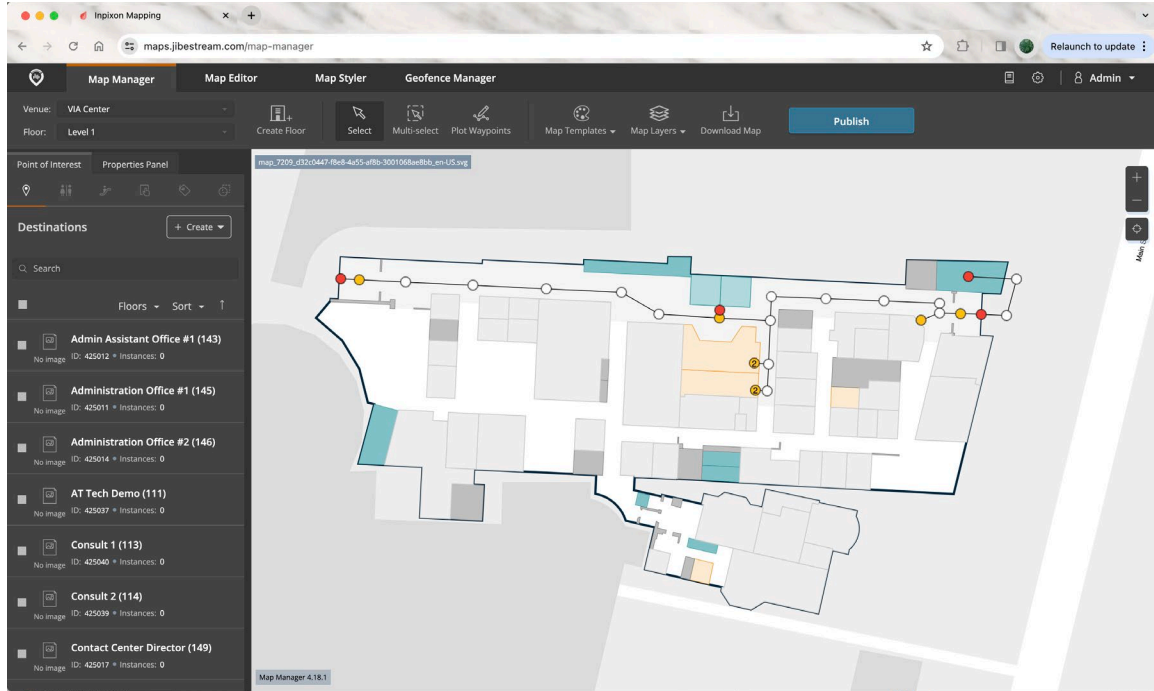 Inpixon Mapping
maps.jibestream.com/map-manager
Relaunch to update
Map Manager
Map Editor
Map Styler
Geofence Manager
Admin
Venue: VIA Center
Floor: Level 1
Create Floor
Select
Multi-select
Plot Waypoints
Map Templates
Map Layers
Download Map
Publish
Point of Interest
Properties Panel
map_7209_d32c0447-f8e8-4a55-af8b-3001068ae8bb_en-US.svg
Destinations
+ Create
Search
Floors
Sort
Admin Assistant Office #1 (143)
No image ID: 425012 • Instances: 0
Administration Office #1 (145)
No image ID: 425011 • Instances: 0
Administration Office #2 (146)
No image ID: 425014 • Instances: 0
AT Tech Demo (111)
No image ID: 425037 • Instances: 0
Consult 1 (113)
No image ID: 425040 • Instances: 0
Consult 2 (114)
No image ID: 425039 • Instances: 0
Contact Center Director (149)
No image ID: 425017 • Instances: 0
Main
2
2
Map Manager 4.18.1